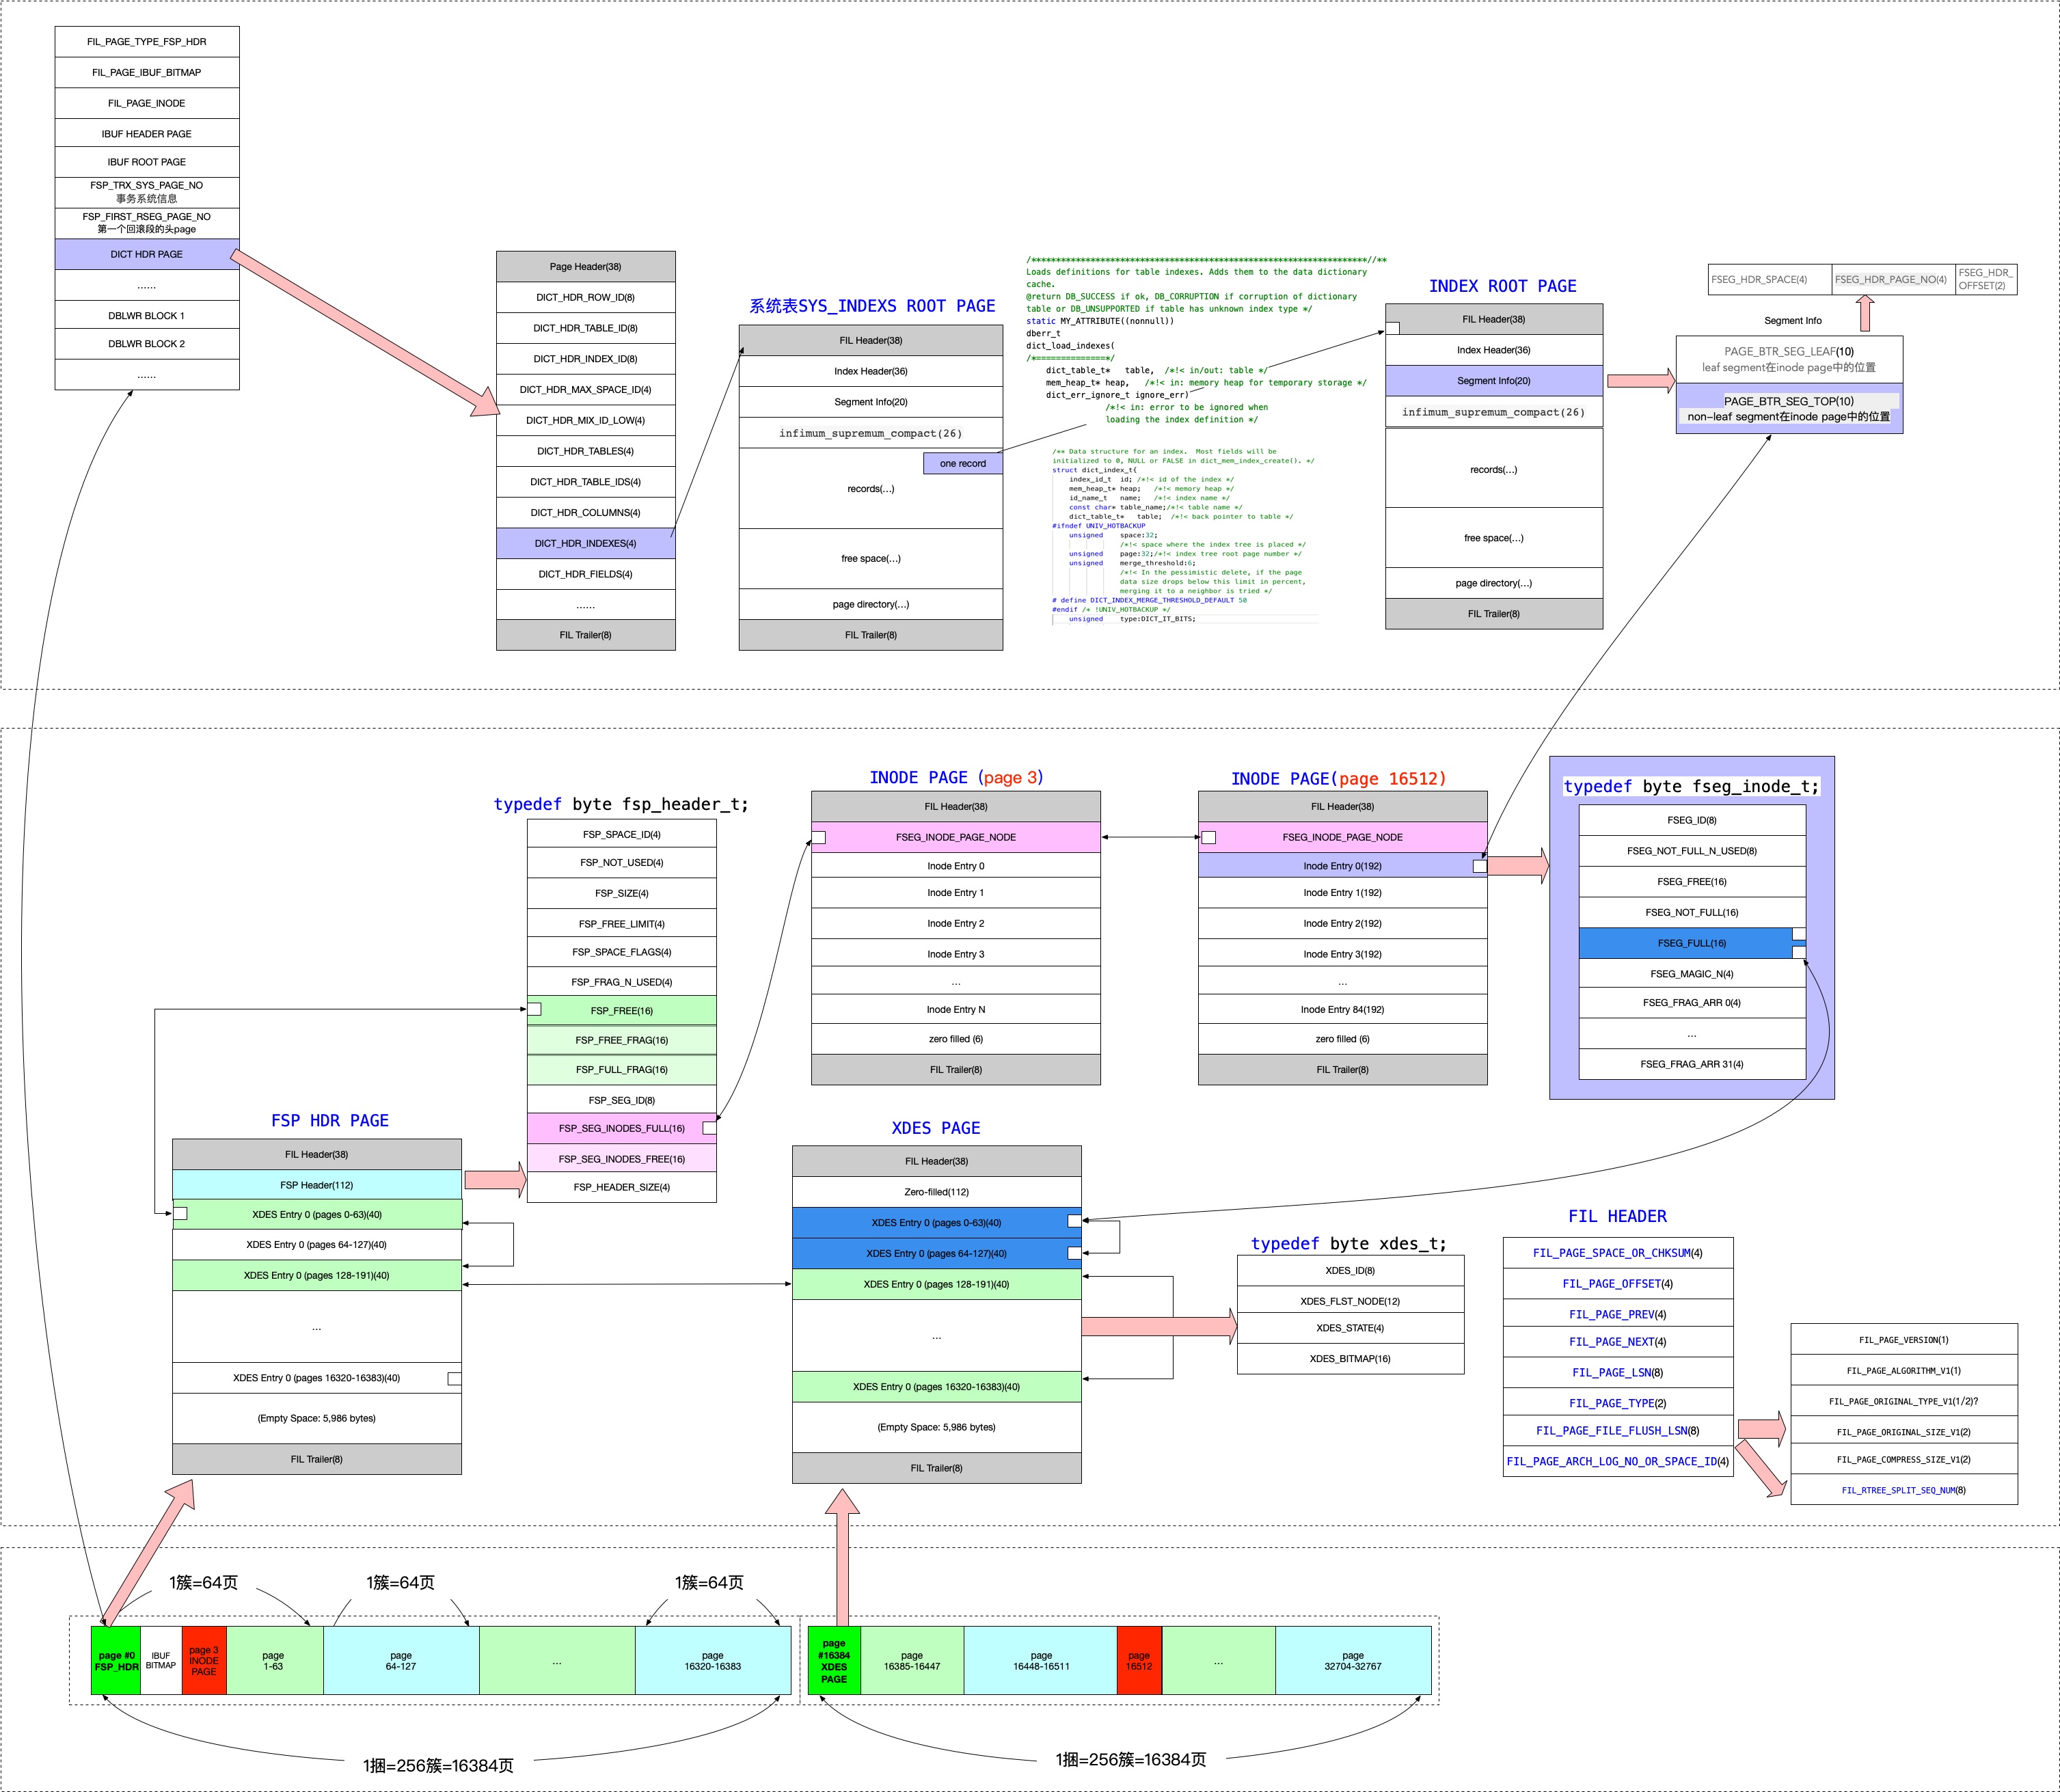 FIL_PAGE_TYPE_FSP_HDR
FIL_PAGE_IBUF_BITMAP
FIL_PAGE_INODE
IBUF HEADER PAGE
IBUF ROOT PAGE
FSP_TRX_SYS_PAGE_NO
事务系统信息
FSP_FIRST_RSEG_PAGE_NO
第一个回滚段的头page
DICT HDR PAGE
......
DBLWR BLOCK 1
DBLWR BLOCK 2
......
Page Header(38)
DICT_HDR_ROW_ID(8)
DICT_HDR_TABLE_ID(8)
DICT_HDR_INDEX_ID(8)
DICT_HDR_MAX_SPACE_ID(4)
DICT_HDR_MIX_ID_LOW(4)
DICT_HDR_TABLES(4)
DICT_HDR_TABLE_IDS(4)
DICT_HDR_COLUMNS(4)
DICT_HDR_INDEXES(4)
DICT_HDR_FIELDS(4)
......
FIL Trailer(8)
系统表SYS_INDEXS ROOT PAGE
FIL Header(38)
Index Header(36)
Segment Info(20)
infimum_supremum_compact(26)
one record
records(...)
free space(...)
page directory(...)
FIL Trailer(8)
/********************************************************************//**
Loads definitions for table indexes. Adds them to the data dictionary
cache.
@return DB_SUCCESS if ok, DB_CORRUPTION if corruption of dictionary
table or DB_UNSUPPORTED if table has unknown index type */
static MY_ATTRIBUTE((nonnull))
dberr_t
dict_load_indexes(
/*==============*/
dict_table_t* table, /*!< in/out: table */
mem_heap_t* heap, /*!< in: memory heap for temporary storage */
dict_err_ignore_t ignore_err)
/*!< in: error to be ignored when
loading the index definition */
/** Data structure for an index. Most fields will be
initialized to 0, NULL or FALSE in dict_mem_index_create(). */
struct dict_index_t{
index_id_t id; /*!< id of the index */
mem_heap_t* heap; /*!< memory heap */
id_name_t name; /*!< index name */
const char* table_name;/*!< table name */
dict_table_t* table; /*!< back pointer to table */
#ifndef UNIV_HOTBACKUP
unsigned space:32;
/*!< space where the index tree is placed */
unsigned page:32;/*!< index tree root page number */
unsigned merge_threshold:6;
/*!< In the pessimistic delete, if the page
data size drops below this limit in percent,
merging it to a neighbor is tried */
# define DICT_INDEX_MERGE_THRESHOLD_DEFAULT 50
#endif /* !UNIV_HOTBACKUP */
unsigned type:DICT_IT_BITS;
INDEX ROOT PAGE
FIL Header(38)
Index Header(36)
Segment Info(20)
infimum_supremum_compact(26)
records(...)
free space(...)
page directory(...)
FIL Trailer(8)
FSEG_HDR_SPACE(4)
FSEG_HDR_PAGE_NO(4)
FSEG_HDR_
OFFSET(2)
Segment Info
PAGE_BTR_SEG_LEAF(10)
leaf segment在inode page中的位置
PAGE_BTR_SEG_TOP(10)
non-leaf segment在inode page中的位置
FSP HDR PAGE
FIL Header(38)
FSP Header(112)
XDES Entry 0 (pages 0-63)(40)
XDES Entry 0 (pages 64-127)(40)
XDES Entry 0 (pages 128-191)(40)
...
XDES Entry 0 (pages 16320-16383)(40)
(Empty Space: 5,986 bytes)
FIL Trailer(8)
typedef byte fsp_header_t;
FSP_SPACE_ID(4)
FSP_NOT_USED(4)
FSP_SIZE(4)
FSP_FREE_LIMIT(4)
FSP_SPACE_FLAGS(4)
FSP_FRAG_N_USED(4)
FSP_FREE(16)
FSP_FREE_FRAG(16)
FSP_FULL_FRAG(16)
FSP_SEG_ID(8)
FSP_SEG_INODES_FULL(16)
FSP_SEG_INODES_FREE(16)
FSP_HEADER_SIZE(4)
INODE PAGE (page 3)
FIL Header(38)
FSEG_INODE_PAGE_NODE
Inode Entry 0
Inode Entry 1
Inode Entry 2
Inode Entry 3
...
Inode Entry N
zero filled (6)
FIL Trailer(8)
INODE PAGE(page 16512)
FIL Header(38)
FSEG_INODE_PAGE_NODE
Inode Entry 0(192)
Inode Entry 1(192)
Inode Entry 2(192)
Inode Entry 3(192)
...
Inode Entry 84(192)
zero filled (6)
FIL Trailer(8)
typedef byte fseg_inode_t;
FSEG_ID(8)
FSEG_NOT_FULL_N_USED(8)
FSEG_FREE(16)
FSEG_NOT_FULL(16)
FSEG_FULL(16)
FSEG_MAGIC_N(4)
FSEG_FRAG_ARR 0(4)
...
FSEG_FRAG_ARR 31(4)
XDES PAGE
FIL Header(38)
Zero-filled(112)
XDES Entry 0 (pages 0-63)(40)
XDES Entry 0 (pages 64-127)(40)
XDES Entry 0 (pages 128-191)(40)
...
XDES Entry 0 (pages 16320-16383)(40)
(Empty Space: 5,986 bytes)
FIL Trailer(8)
typedef byte xdes_t;
XDES_ID(8)
XDES_FLST_NODE(12)
XDES_STATE(4)
XDES_BITMAP(16)
FIL HEADER
FIL_PAGE_SPACE_OR_CHKSUM(4)
FIL_PAGE_OFFSET(4)
FIL_PAGE_PREV(4)
FIL_PAGE_NEXT(4)
FIL_PAGE_LSN(8)
FIL_PAGE_TYPE(2)
FIL_PAGE_FILE_FLUSH_LSN(8)
FIL_PAGE_ARCH_LOG_NO_OR_SPACE_ID(4)
FIL_PAGE_VERSION(1)
FIL_PAGE_ALGORITHM_V1(1)
FIL_PAGE_ORIGINAL_TYPE_V1(1/2)?
FIL_PAGE_ORIGINAL_SIZE_V1(2)
FIL_PAGE_COMPRESS_SIZE_V1(2)
FIL_RTREE_SPLIT_SEQ_NUM(8)
1簇=64页
1簇=64页
1簇=64页
page #0
FSP_HDR
IBUF
BITMAP
page 3
INODE
PAGE
page
1-63
page
64-127
...
page
16320-16383
page
#16384
XDES
PAGE
page
16385-16447
page
16448-16511
page
16512
...
page
32704-32767
1捆=256簇=16384页
1捆=256簇=16384页